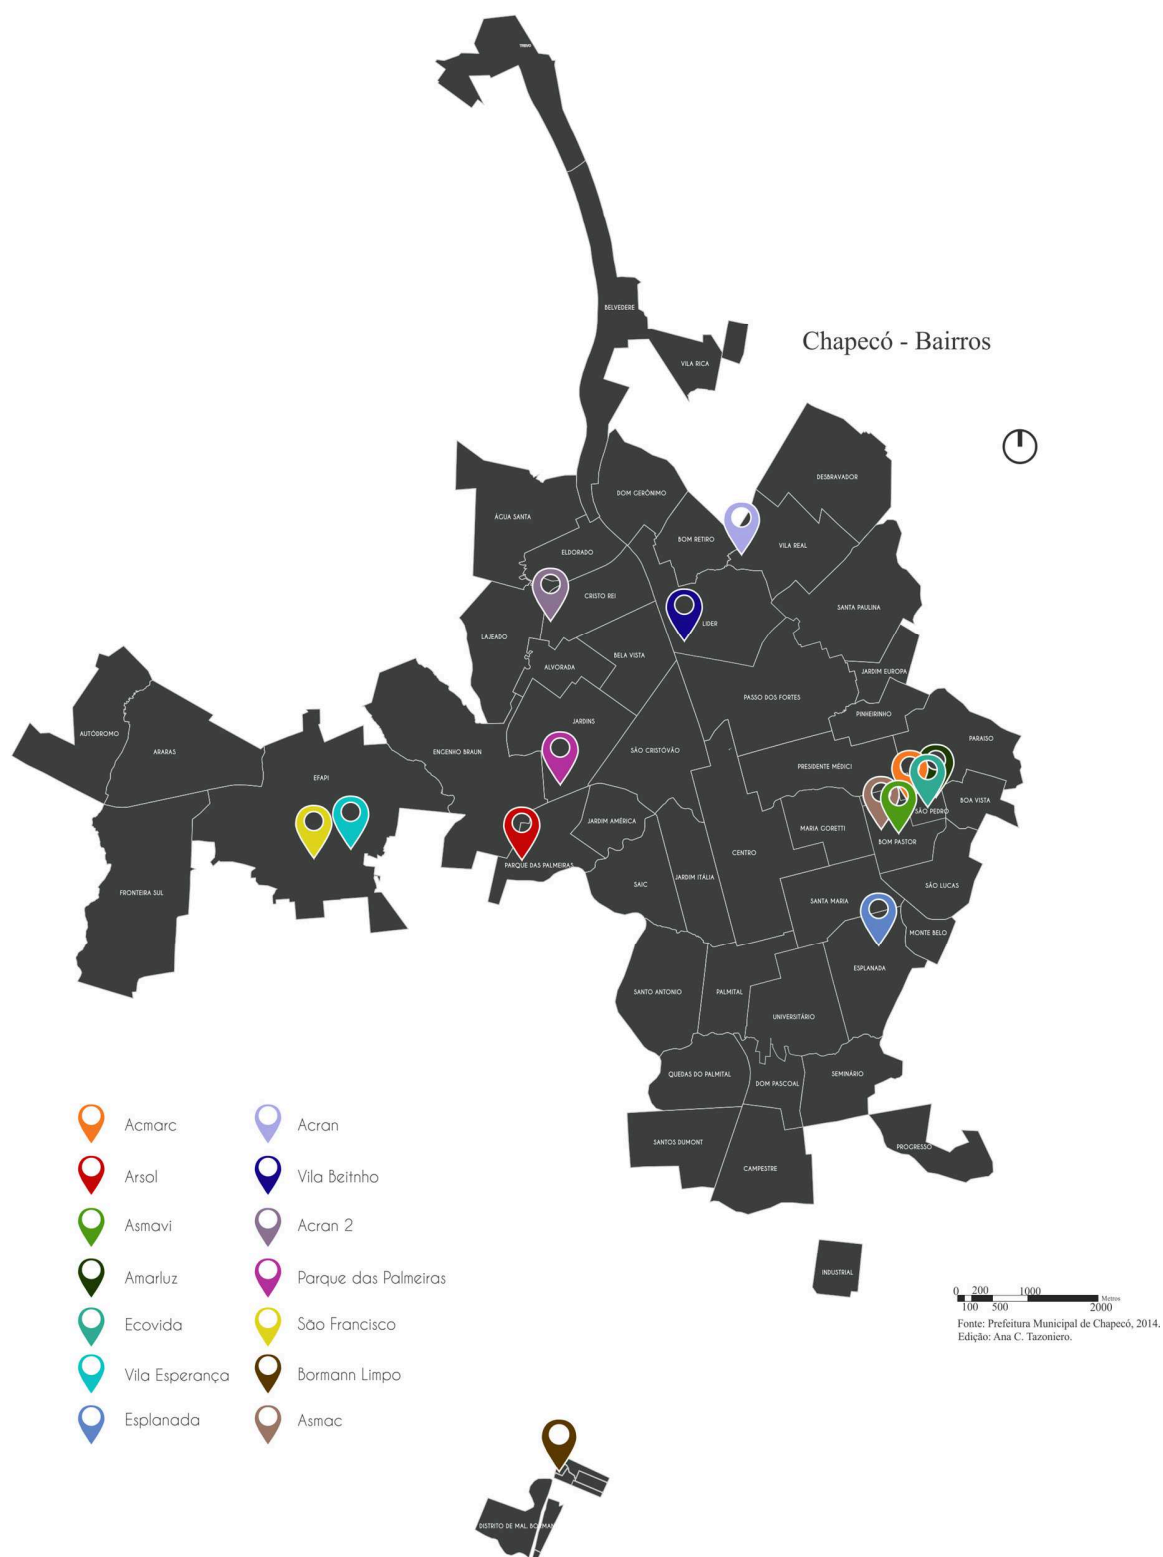 TREVO
BELVEDERE
VILA RICA
Chapecó - Bairros
DESBRAVADOR
DOM GERÔNIMO
ÁGUA SANTA
BOM RETIRO
VILA REAL
ELDORADO
CRISTO REI
SANTA PAULINA
LIDER
LAJEADO
BELA VISTA
ALVORADA
JARDIM EUROPA
PASSO DOS FORTES
PINHEIRINHO
JARDINS
AUTÓDROMO
ARARAS
ENGENHO BRAUN
SÃO CRISTÓVÃO
PARAISO
PRESIDENTE MÉDICI
EFAPI
BOA VISTA
SÃO PEDRO
JARDIM AMÉRICA
MARIA GORETTI
BOM PASTOR
CENTRO
PARQUE DAS PALMEIRAS
JARDIM ITÁLIA
SAIC
SÃO LUCAS
FRONTEIRA SUL
SANTA MARIA
MONTE BELO
ESPLANADA
SANTO ANTONIO
PALMITAL
UNIVERSITÁRIO
QUEDAS DO PALMITAL
DOM PASCOAL
SEMINÁRIO
SANTOS DUMONT
PROGRESSO
CAMPESTRE
INDUSTRIAL
Acmarc
Acran
Arsol
Vila Beitnho
Asmavi
Acran 2
Amarluz
Parque das Palmeiras
Ecovida
São Francisco
Vila Esperança
Bormann Limpo
Esplanada
Asmac
0 200 1000
Metros
100 500 2000
Fonte: Prefeitura Municipal de Chapecó, 2014.
Edição: Ana C. Tazoniero.
DISTRITO DE MAL. BORMAN